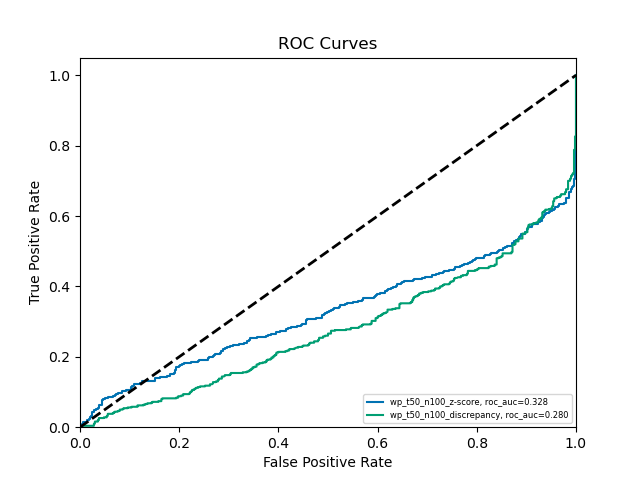 ROC Curves
True Positive Rate
1.0
0.8
0.6
0.4
0.2
0.0
0.0 0.2 0.4 0.6 0.8 1.0
False Positive Rate
wp_t50_n100_z-score, roc_auc=0.328
wp_t50_n100_discrepancy, roc_auc=0.280